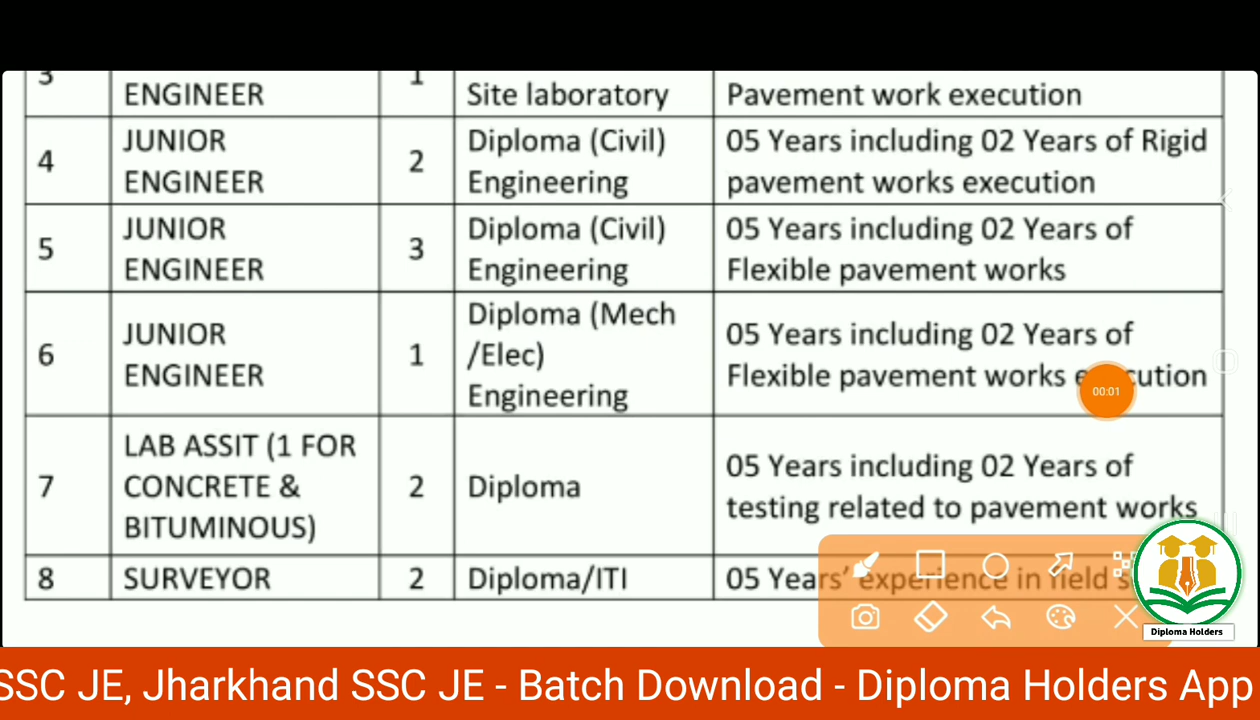 3 ENGINEER 1 Site laboratory Pavement work execution
4 JUNIOR ENGINEER 2 Diploma (Civil) Engineering 05 Years including 02 Years of Rigid pavement works execution
5 JUNIOR ENGINEER 3 Diploma (Civil) Engineering 05 Years including 02 Years of Flexible pavement works
6 JUNIOR ENGINEER 1 Diploma (Mech /Elec) Engineering 05 Years including 02 Years of Flexible pavement works execution
00:01
7 LAB ASSIT (1 FOR CONCRETE & BITUMINOUS) 2 Diploma 05 Years including 02 Years of testing related to pavement works
8 SURVEYOR 2 Diploma/ITI 05 Years' experience in field
Diploma Holders
SSC JE, Jharkhand SSC JE - Batch Download - Diploma Holders App